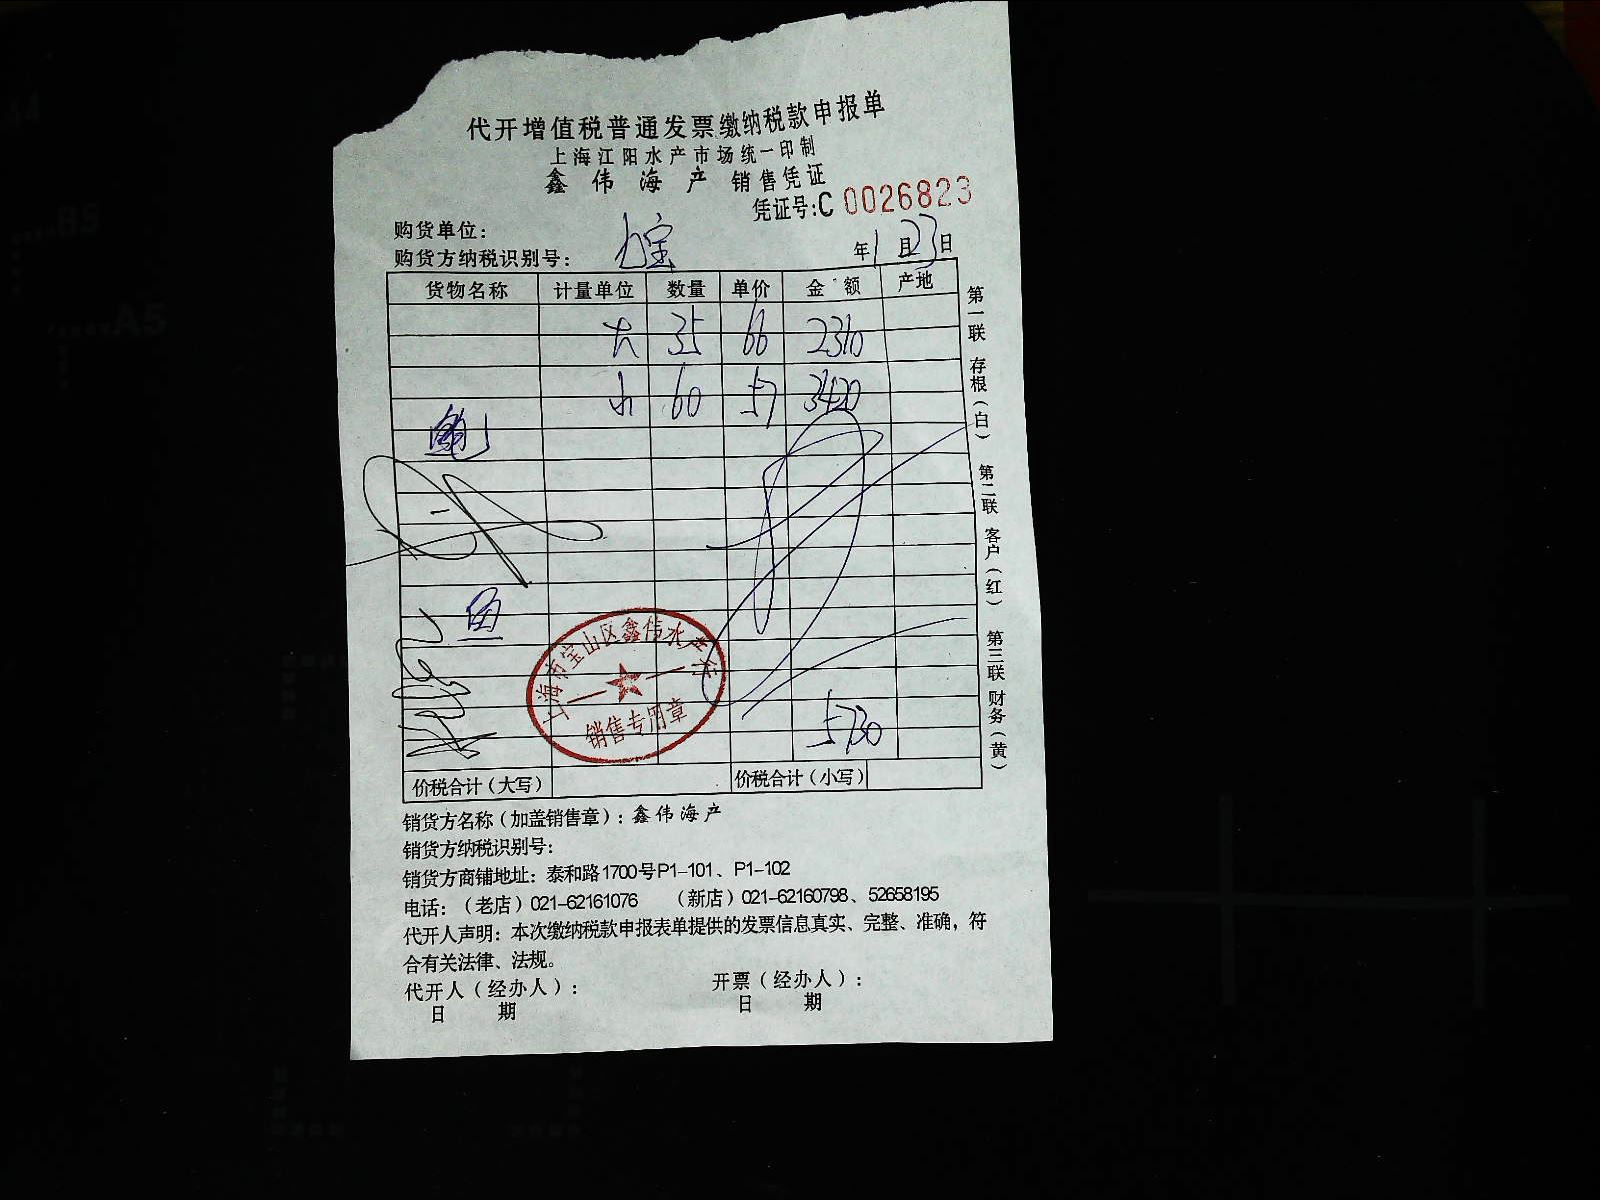 代开增值税普通发票缴纳税款申报单
上海江阳水产市场统一印制
鑫伟海产 销售凭证
凭证号:C 0026823
购货单位:
七宝
购货方纳税识别号:
年1月23日
货物名称 计量单位 数量 单价 金额 产地
大 35 66 2310
小 60 57 3420
鲍
鱼
5730
价税合计(大写) 价税合计(小写)
第一联 存根(白) 第二联 客户(红) 第三联 财务(黄)
上海市宝山区鑫伟水产行
销售专用章
销货方名称(加盖销售章):鑫伟海产
销货方纳税识别号:
销货方商铺地址:泰和路1700号P1-101、P1-102
电话:(老店)021-62161076 (新店)021-62160798、52658195
代开人声明:本次缴纳税款申报表单提供的发票信息真实、完整、准确,符
合有关法律、法规。
代开人(经办人): 开票(经办人):
日 期 日 期
A4
B5
A5